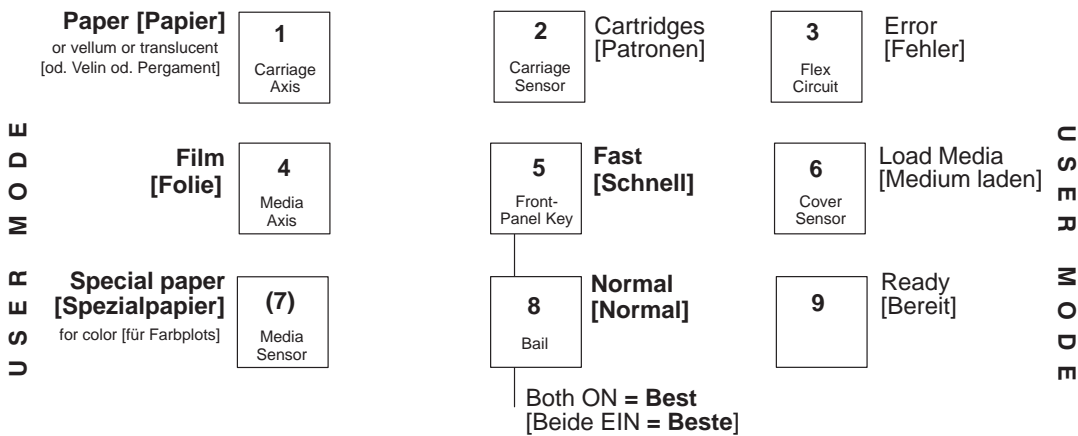 Paper [Papier]
or vellum or translucent
[od. Velin od. Pergament]
1
Carriage
Axis
2
Carriage
Sensor
Cartridges
[Patronen]
3
Flex
Circuit
Error
[Fehler]
USER MODE
Film
[Folie]
4
Media
Axis
5
Front-
Panel Key
Fast
[Schnell]
6
Cover
Sensor
Load Media
[Medium laden]
USER MODE
Special paper
[Spezialpapier]
for color [für Farbplots]
(7)
Media
Sensor
8
Bail
Normal
[Normal]
9
Ready
[Bereit]
Both ON = Best
[Beide EIN = Beste]